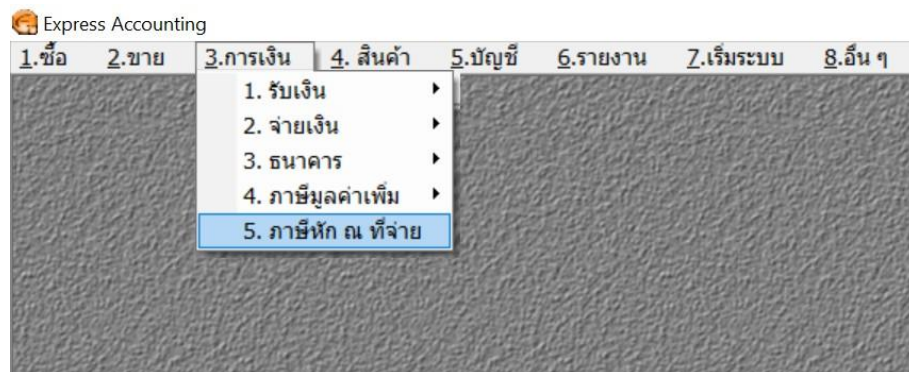 Express Accounting
1.ซื้อ 2.ขาย 3.การเงิน 4. สินค้า 5.บัญชี 6.รายงาน 7.เริ่มระบบ 8.อื่น ๆ
1. รับเงิน
2. จ่ายเงิน
3. ธนาคาร
4. ภาษีมูลค่าเพิ่ม
5. ภาษีหัก ณ ที่จ่าย